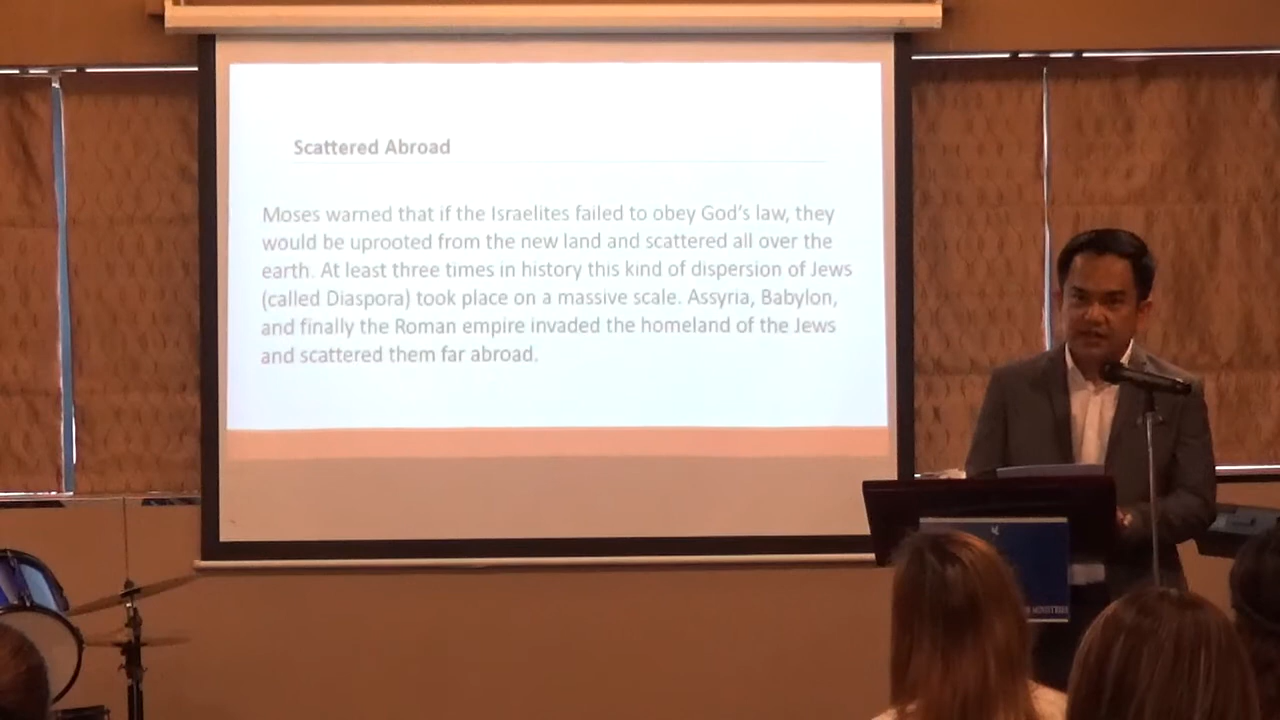 Scattered Abroad
Moses warned that if the Israelites failed to obey God's law, they
would be uprooted from the new land and scattered all over the
earth. At least three times in history this kind of dispersion of Jews
(called Diaspora) took place on a massive scale. Assyria, Babylon,
and finally the Roman empire invaded the homeland of the Jews
and scattered them far abroad.
MINISTRIES